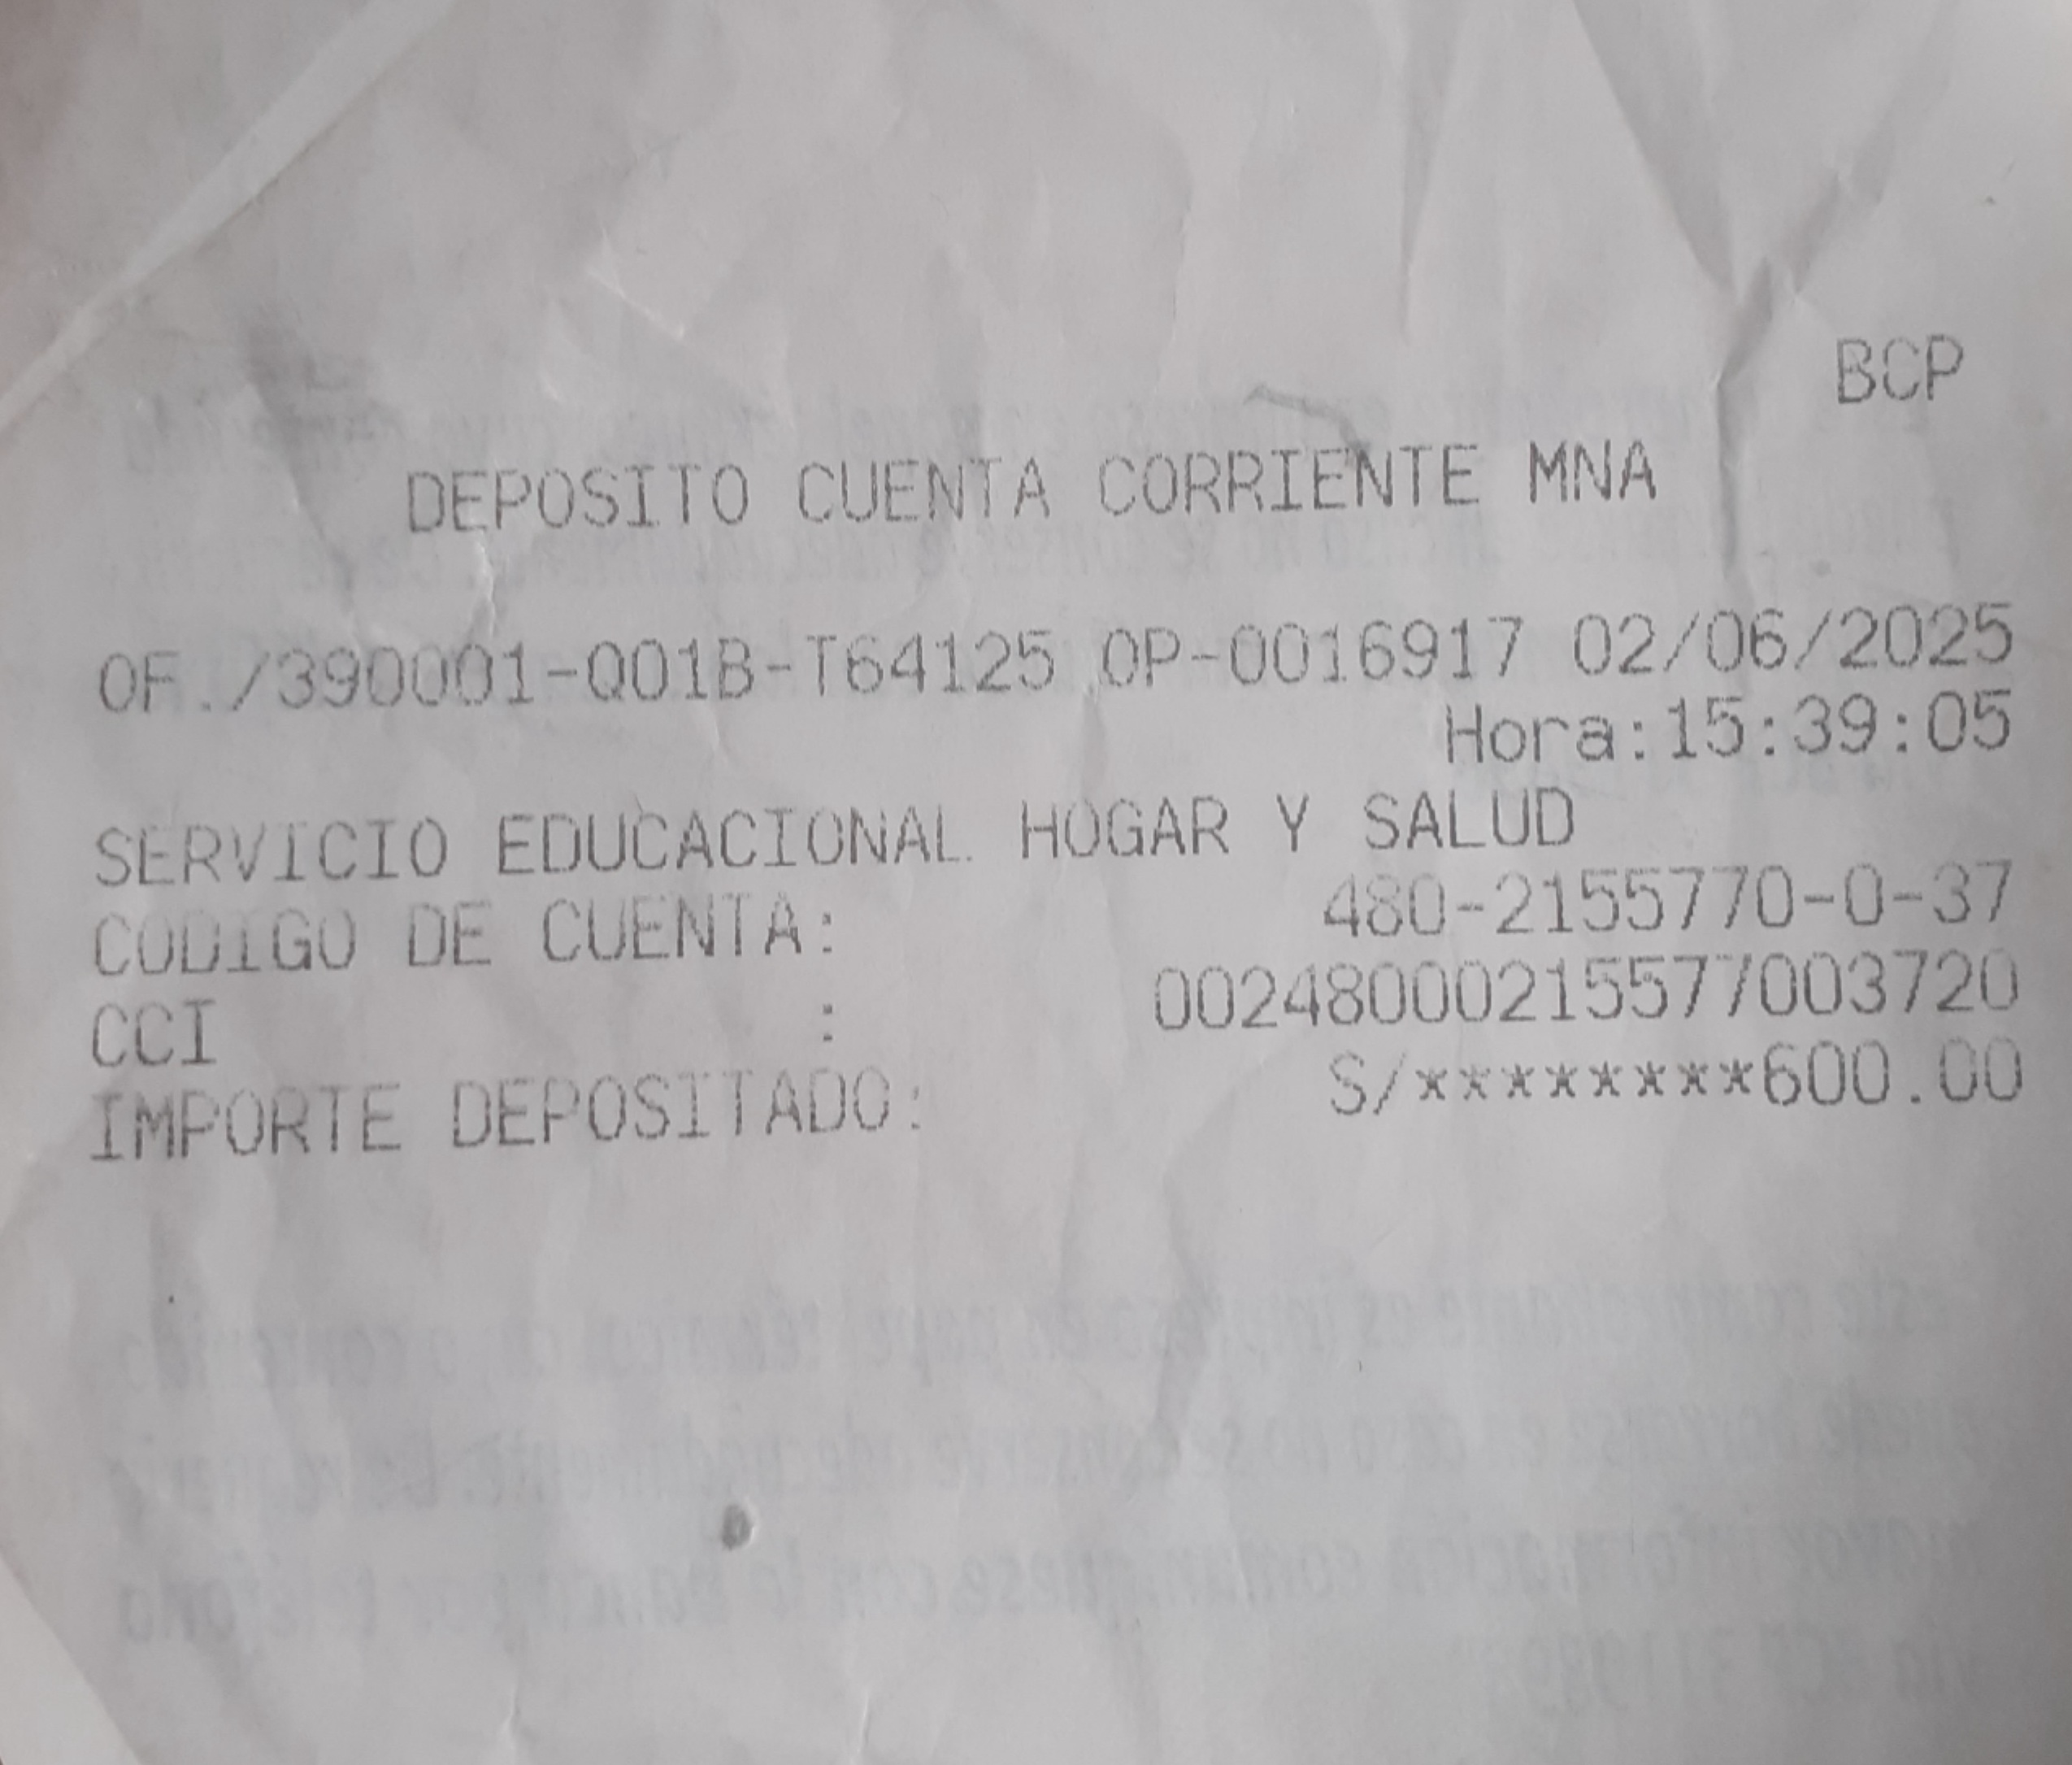 BCP
DEPOSITO CUENTA CORRIENTE MNA
OF./390001-Q01B-T64125 OP-0016917 02/06/2025
Hora:15:39:05
SERVICIO EDUCACIONAL HOGAR Y SALUD
CODIGO DE CUENTA: 480-2155770-0-37
CCI : 00248000215577003720
IMPORTE DEPOSITADO: S/********600.00